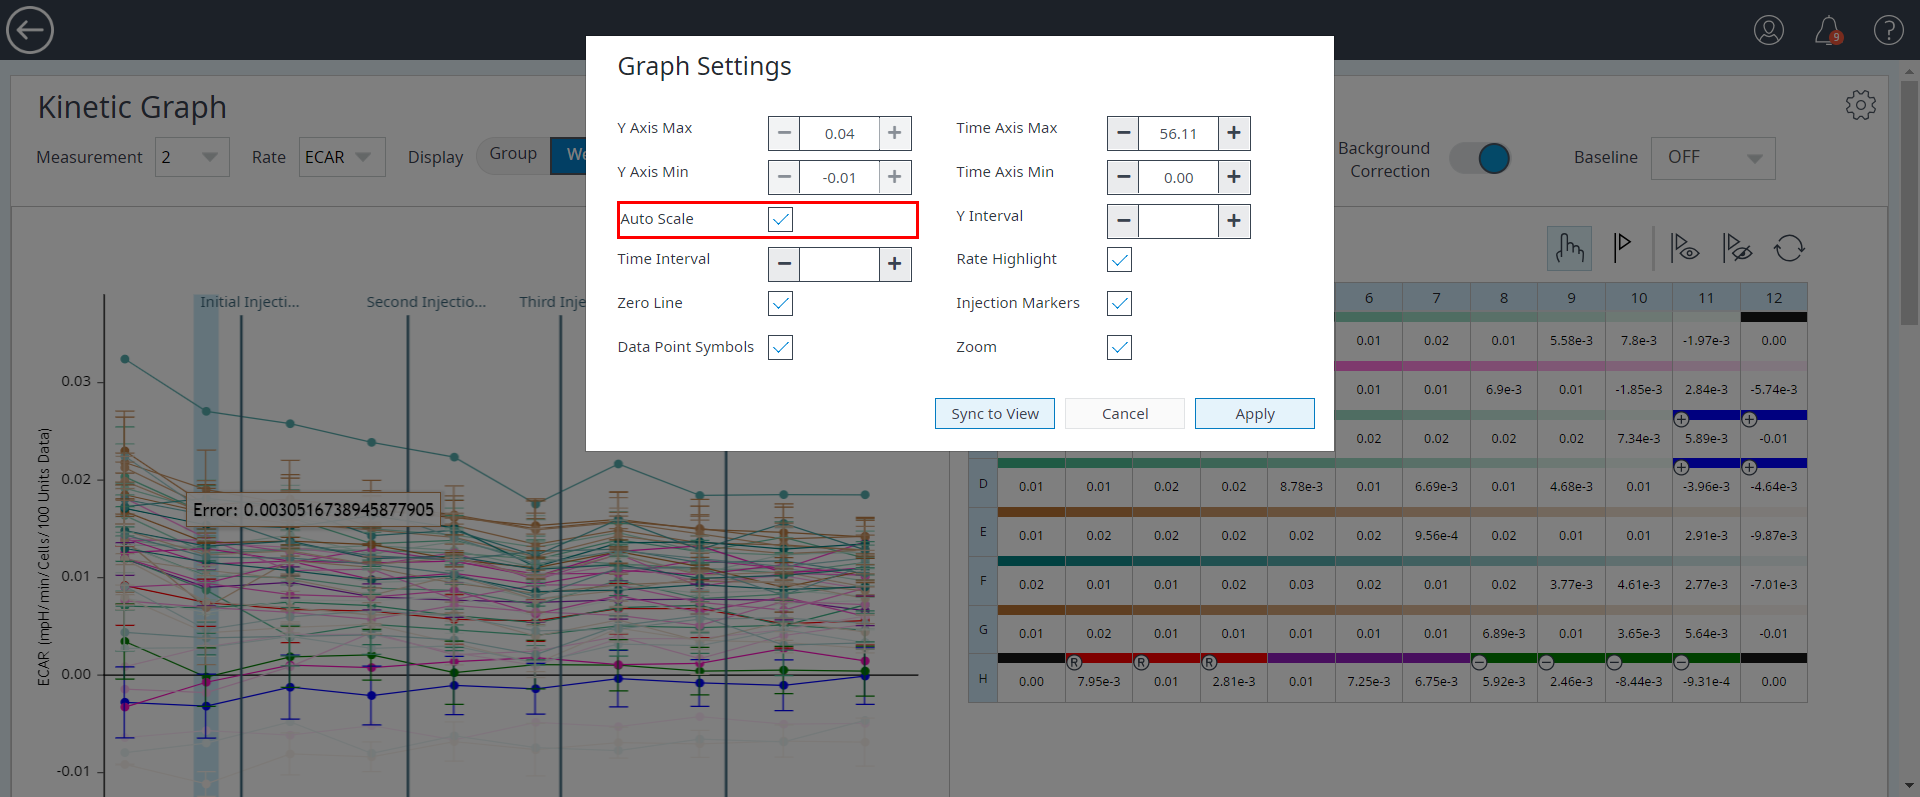 9
Graph Settings
Kinetic Graph
Measurement 2 Rate ECAR Display Group We
Background Correction Baseline OFF
Y Axis Max 0.04 Time Axis Max 56.11
Y Axis Min -0.01 Time Axis Min 0.00
Auto Scale Y Interval
Time Interval Rate Highlight
Zero Line Injection Markers
Data Point Symbols Zoom
Sync to View Cancel Apply
Initial Injecti... Second Injectio... Third Inje
ECAR (mpH/min/Cells/100 Units Data)
0.03
0.02
Error: 0.0030516738945877905
0.01
0.00
-0.01
6 7 8 9 10 11 12
0.01 0.02 0.01 5.58e-3 7.8e-3 -1.97e-3 0.00
0.01 0.01 6.9e-3 0.01 -1.85e-3 2.84e-3 -5.74e-3
0.02 0.02 0.02 0.02 7.34e-3 5.89e-3 -0.01
D 0.01 0.01 0.02 0.02 8.78e-3 0.01 6.69e-3 0.01 4.68e-3 0.01 -3.96e-3 -4.64e-3
E 0.01 0.02 0.02 0.02 0.02 0.02 9.56e-4 0.02 0.01 0.01 2.91e-3 -9.87e-3
F 0.02 0.01 0.01 0.02 0.03 0.02 0.01 0.02 3.77e-3 4.61e-3 2.77e-3 -7.01e-3
G 0.01 0.02 0.01 0.01 0.01 0.01 0.01 6.89e-3 0.01 3.65e-3 5.64e-3 -0.01
R R R
H 0.00 7.95e-3 0.01 2.81e-3 0.01 7.25e-3 6.75e-3 5.92e-3 2.46e-3 -8.44e-3 -9.31e-4 0.00